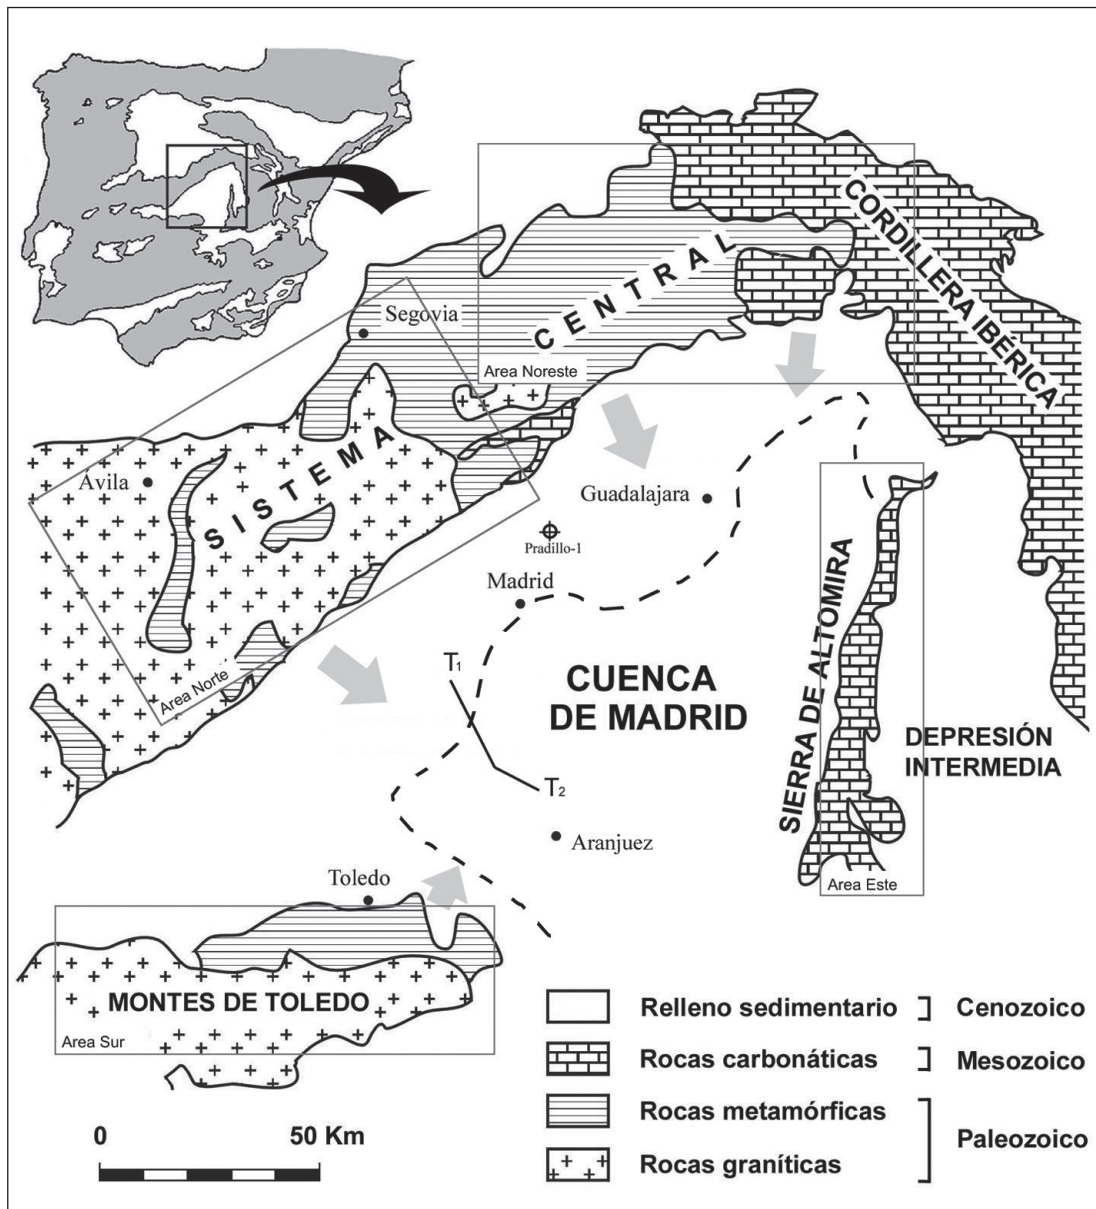 CORDILLERA IBÉRICA
CENTRAL
Segovia
Area Noreste
SISTEMA
Ávila
Guadalajara
Pradillo-1
Madrid
Area Norte
T1
CUENCA
DE MADRID
SIERRA DE ALTOMIRA
DEPRESIÓN
INTERMEDIA
T2
Aranjuez
Area Este
Toledo
MONTES DE TOLEDO
Area Sur
Relleno sedimentario
Cenozoico
Rocas carbonáticas
Mesozoico
Rocas metamórficas
Paleozoico
Rocas graníticas
0 50 Km